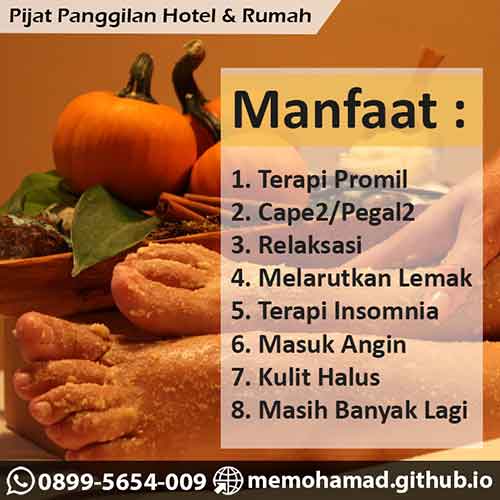 Pijat Panggilan Hotel & Rumah
Manfaat :
1. Terapi Promil
2. Cape2/Pegal2
3. Relaksasi
4. Melarutkan Lemak
5. Terapi Insomnia
6. Masuk Angin
7. Kulit Halus
8. Masih Banyak Lagi
0899-5654-009 memohamad.github.io